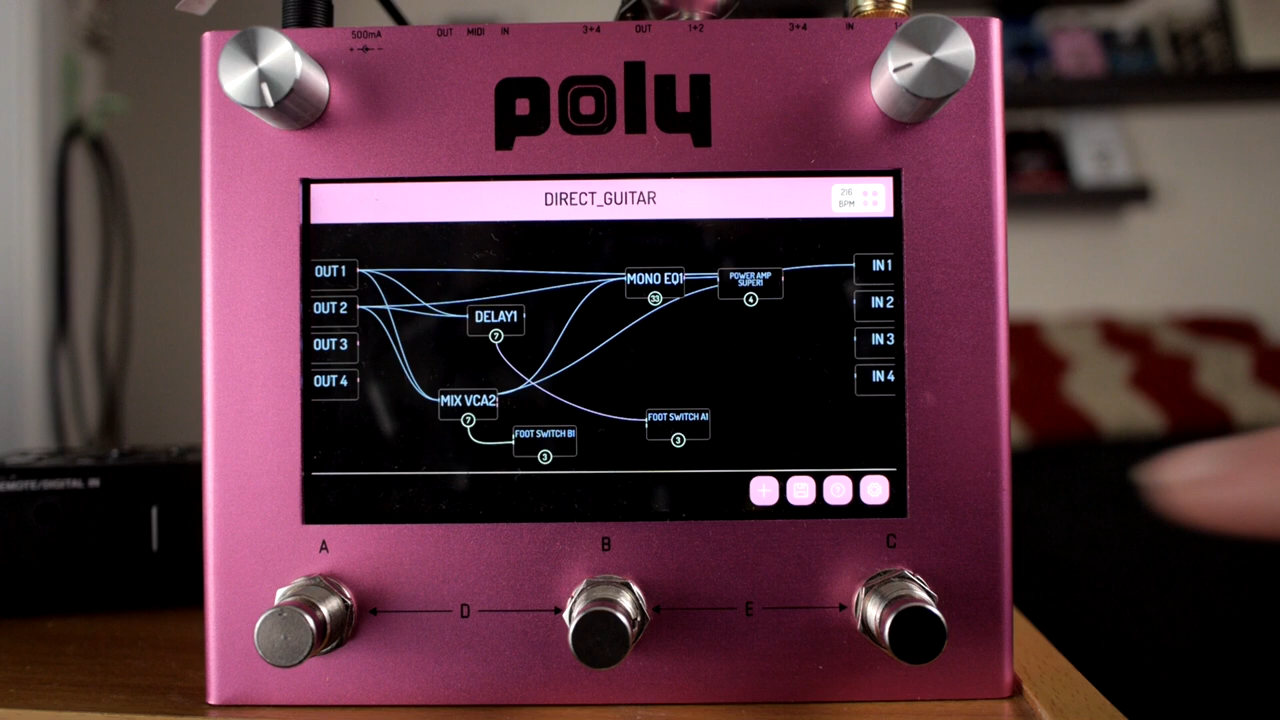 500mA
OUT MIDI IN
3+4 OUT 1+2
3+4 IN
poly
DIRECT_GUITAR
216
BPM
OUT 1
OUT 2
OUT 3
OUT 4
MONO EQ1
33
POWER AMP
SUPER1
4
IN 1
IN 2
IN 3
IN 4
DELAY1
7
MIX VCA2
7
FOOT SWITCH B1
3
FOOT SWITCH A1
3
EMOTE/DIGITAL IN
A
B
C
D
E